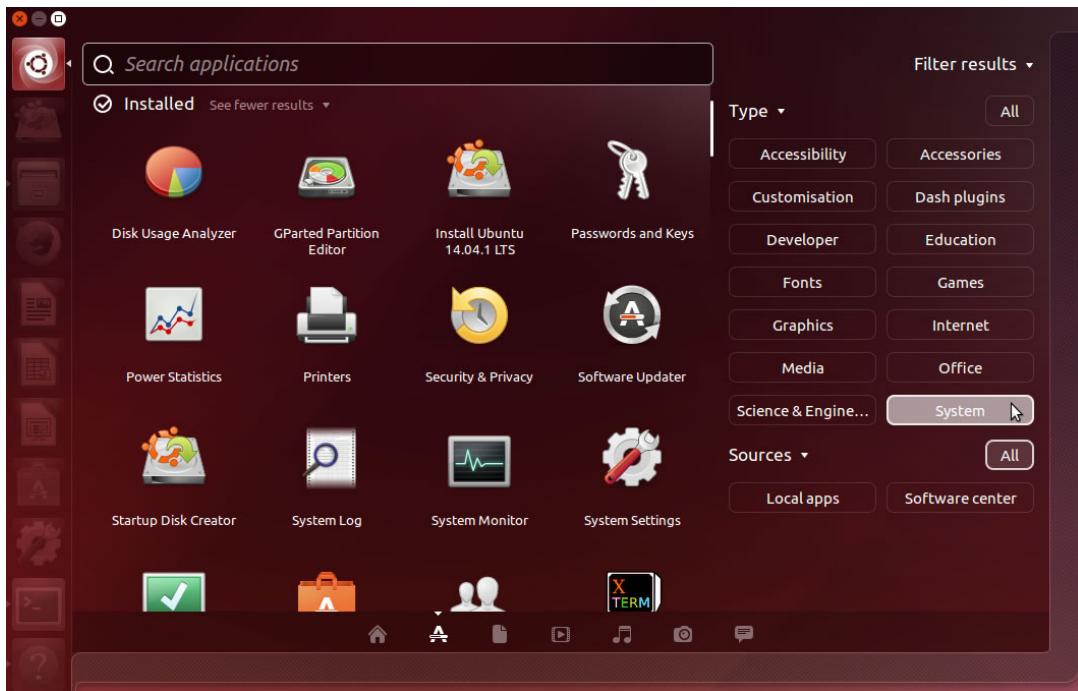 Search applications
Filter results
Installed See fewer results
Type All
Accessibility Accessories
Customisation Dash plugins
Developer Education
Fonts Games
Graphics Internet
Media Office
Science & Engine... System
Sources All
Local apps Software center
Disk Usage Analyzer
GParted Partition
Editor
Install Ubuntu
14.04.1 LTS
Passwords and Keys
Power Statistics
Printers
Security & Privacy
Software Updater
Startup Disk Creator
System Log
System Monitor
System Settings
X
TERM